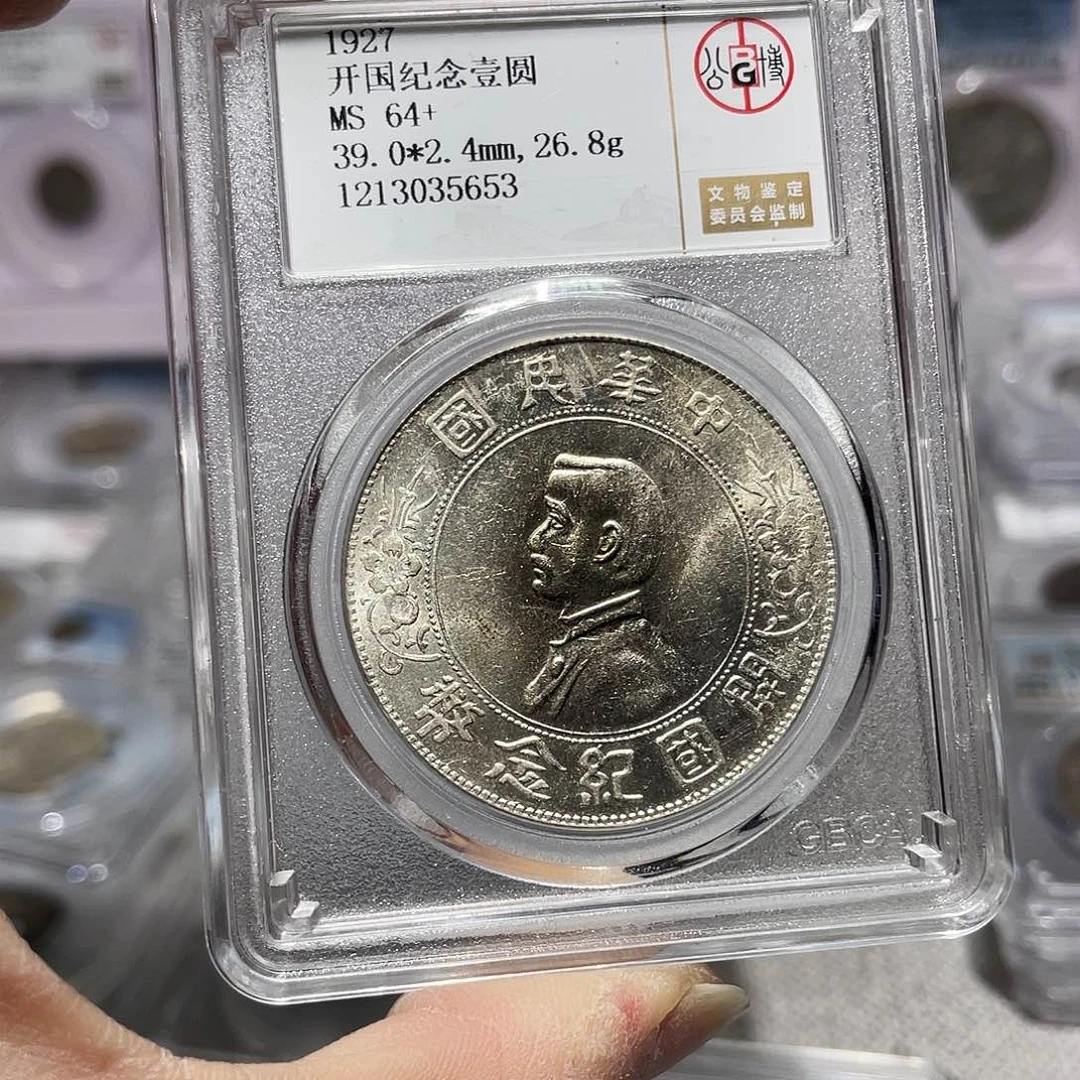 1927
开国纪念壹圆
MS 64+
39.0*2.4mm, 26.8g
1213035653
公 BG 博
文物鉴定
委员会监制
中華民國
開國紀念幣
GBCA